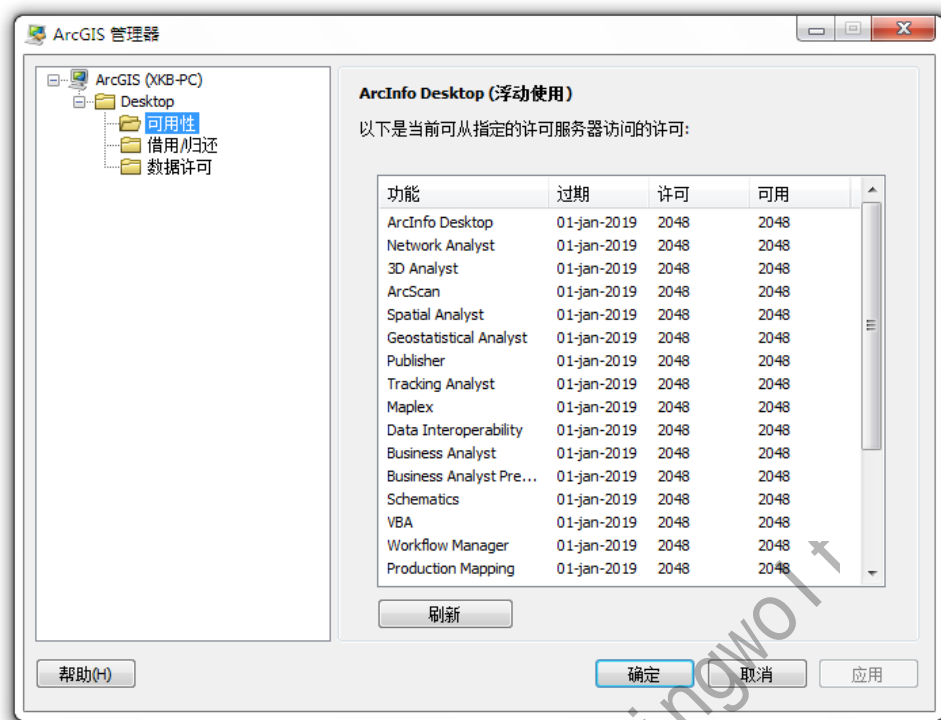 ArcGIS 管理器
ArcGIS (XKB-PC)
Desktop
可用性
借用/归还
数据许可
ArcInfo Desktop (浮动使用)
以下是当前可从指定的许可服务器访问的许可:
功能 过期 许可 可用
ArcInfo Desktop 01-jan-2019 2048 2048
Network Analyst 01-jan-2019 2048 2048
3D Analyst 01-jan-2019 2048 2048
ArcScan 01-jan-2019 2048 2048
Spatial Analyst 01-jan-2019 2048 2048
Geostatistical Analyst 01-jan-2019 2048 2048
Publisher 01-jan-2019 2048 2048
Tracking Analyst 01-jan-2019 2048 2048
Maplex 01-jan-2019 2048 2048
Data Interoperability 01-jan-2019 2048 2048
Business Analyst 01-jan-2019 2048 2048
Business Analyst Pre... 01-jan-2019 2048 2048
Schematics 01-jan-2019 2048 2048
VBA 01-jan-2019 2048 2048
Workflow Manager 01-jan-2019 2048 2048
Production Mapping 01-jan-2019 2048 2048
刷新
帮助(H) 确定 取消 应用